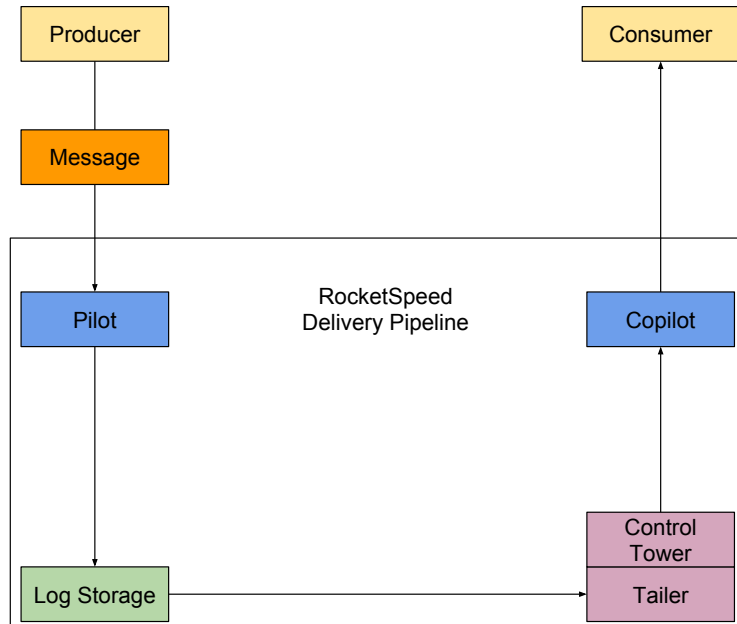 Producer
Consumer
Message
RocketSpeed
Delivery Pipeline
Pilot
Copilot
Control
Tower
Log Storage
Tailer